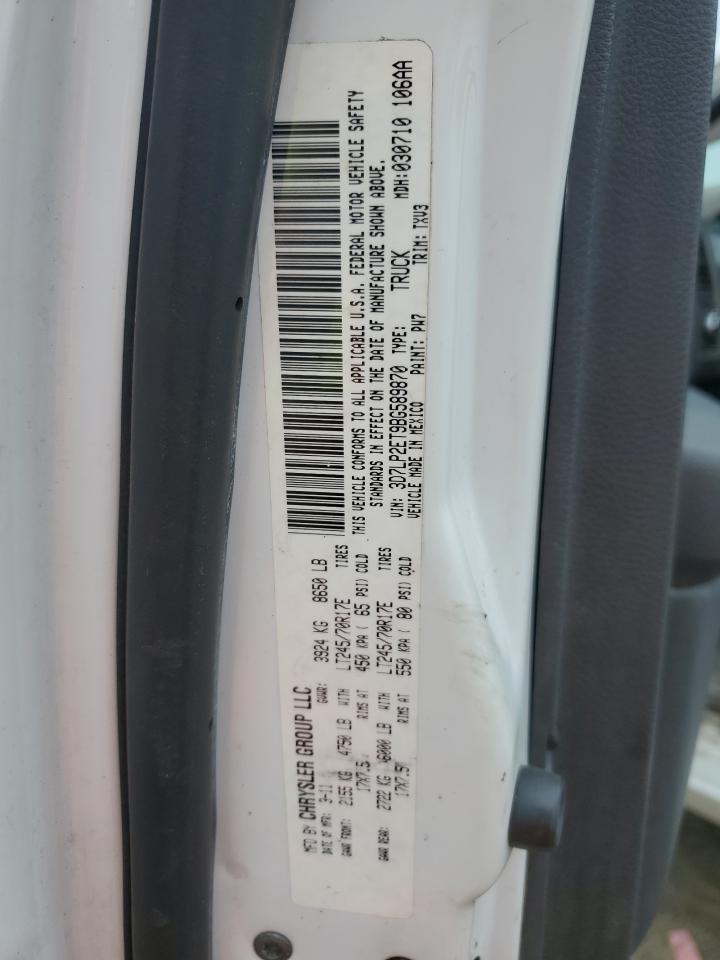 MFD BY CHRYSLER GROUP LLC
DATE OF MFR: 3-11 GVWR: 3924 KG 8650 LB
GAWR FRONT: 2155 KG 4750 LB WITH LT245/70R17E TIRES
17X7.5 RIMS AT 450 KPA ( 65 PSI) COLD
GAWR REAR: 2722 KG 6000 LB WITH LT245/70R17E TIRES
17X7.5 RIMS AT 550 KPA ( 80 PSI) COLD
THIS VEHICLE CONFORMS TO ALL APPLICABLE U.S.A. FEDERAL MOTOR VEHICLE SAFETY
STANDARDS IN EFFECT ON THE DATE OF MANUFACTURE SHOWN ABOVE.
VIN: 3D7LP2ET9BG589870 TYPE: TRUCK MDH: 030710 106AA
VEHICLE MADE IN MEXICO PAINT: PW7 TRIM: TXV3